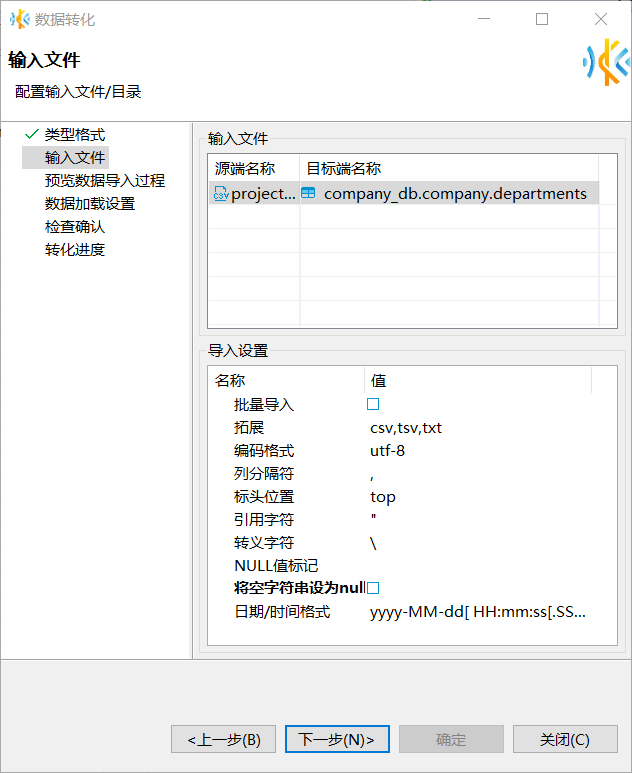 数据转化
输入文件
配置输入文件/目录
类型格式
输入文件
预览数据导入过程
数据加载设置
检查确认
转化进度
输入文件
源端名称 目标端名称
CSV project... company_db.company.departments
导入设置
名称 值
批量导入
拓展 csv,tsv,txt
编码格式 utf-8
列分隔符 ,
标头位置 top
引用字符 "
转义字符 \
NULL值标记
将空字符串设为null
日期/时间格式 yyyy-MM-dd[ HH:mm:ss[.SS...
<上一步(B) 下一步(N)> 确定 关闭(C)